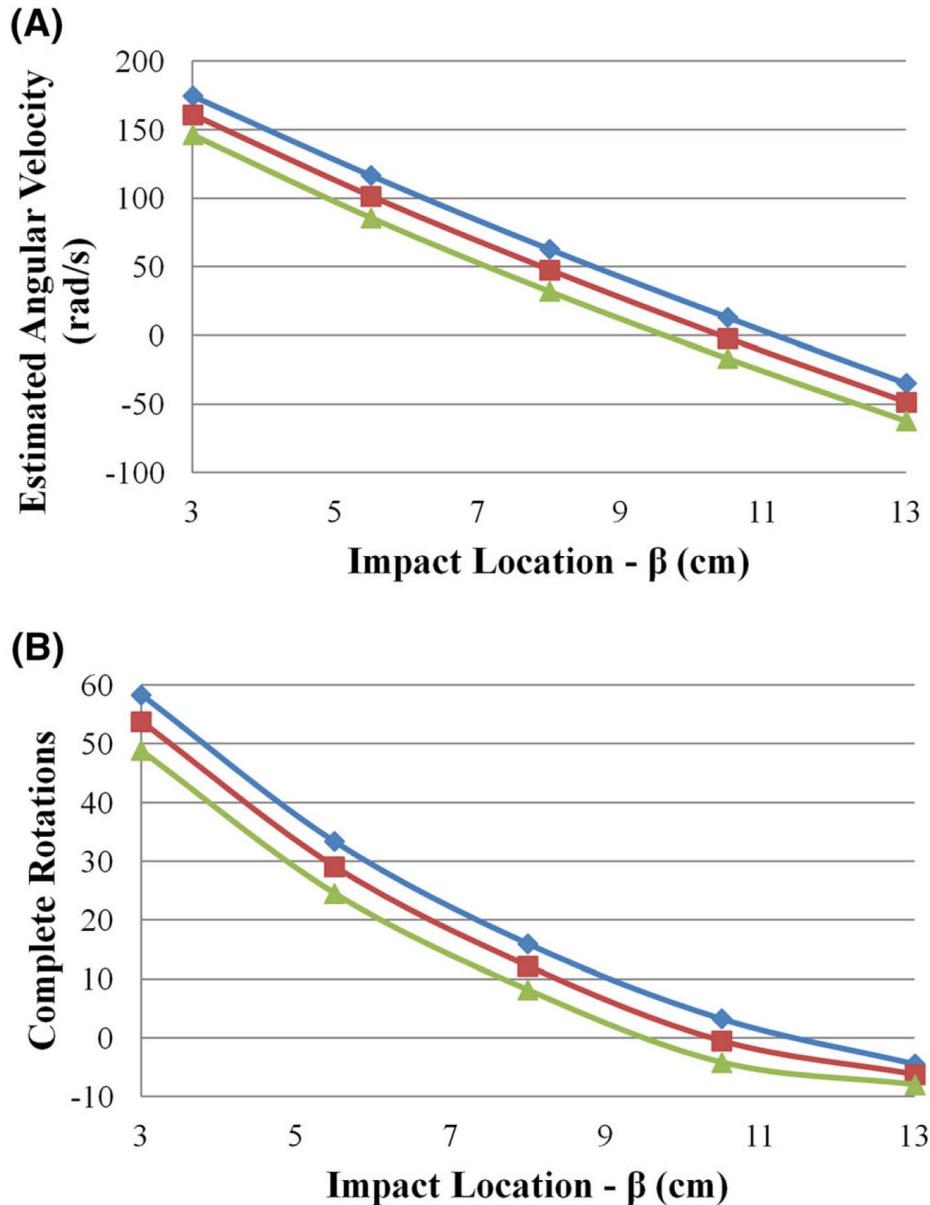 (A)
Estimated Angular Velocity
(rad/s)
200
150
100
50
0
-50
-100
3 5 7 9 11 13
Impact Location - β (cm)
(B)
Complete Rotations
60
50
40
30
20
10
0
-10
3 5 7 9 11 13
Impact Location - β (cm)